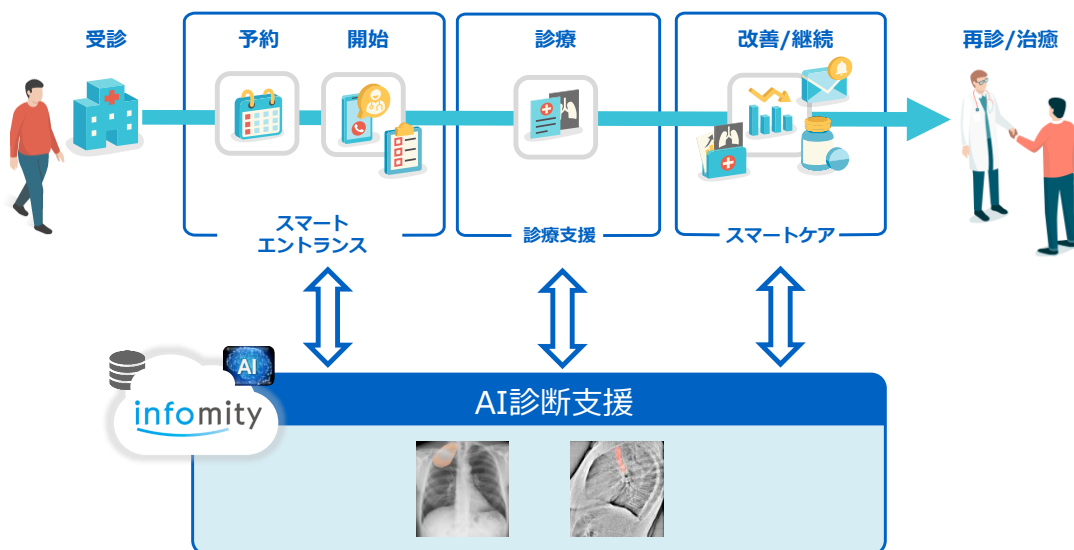 受診
予約
開始
診療
改善/継続
再診/治癒
スマート
エントランス
診療支援
スマートケア
AI
infomity
AI診断支援